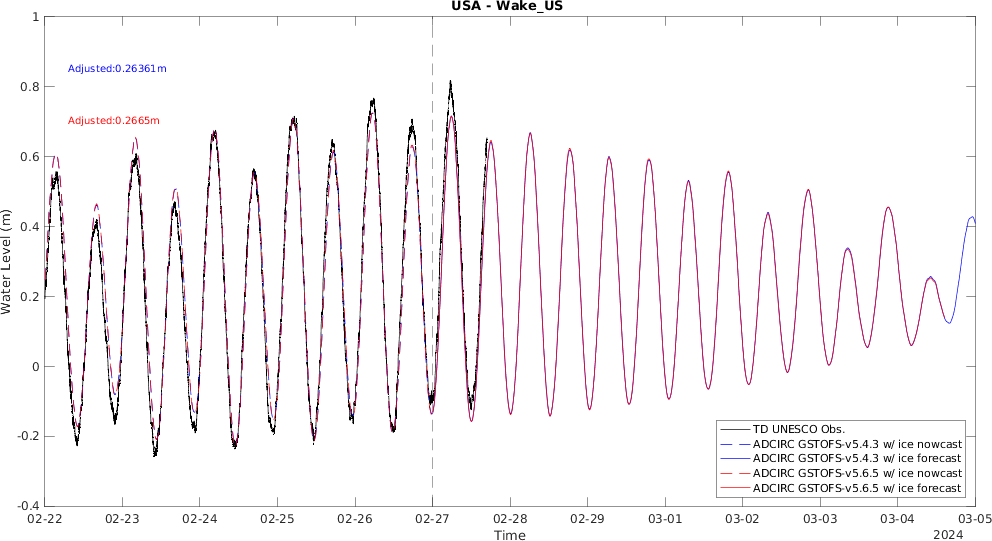 USA - Wake_US
Adjusted:0.26361m
Adjusted:0.2665m
Water Level (m)
1
0.8
0.6
0.4
0.2
0
-0.2
-0.4
TD UNESCO Obs.
ADCIRC GSTOFS-v5.4.3 w/ ice nowcast
ADCIRC GSTOFS-v5.4.3 w/ ice forecast
ADCIRC GSTOFS-v5.6.5 w/ ice nowcast
ADCIRC GSTOFS-v5.6.5 w/ ice forecast
02-22 02-23 02-24 02-25 02-26 02-27 02-28 02-29 03-01 03-02 03-03 03-04 03-05
Time
2024